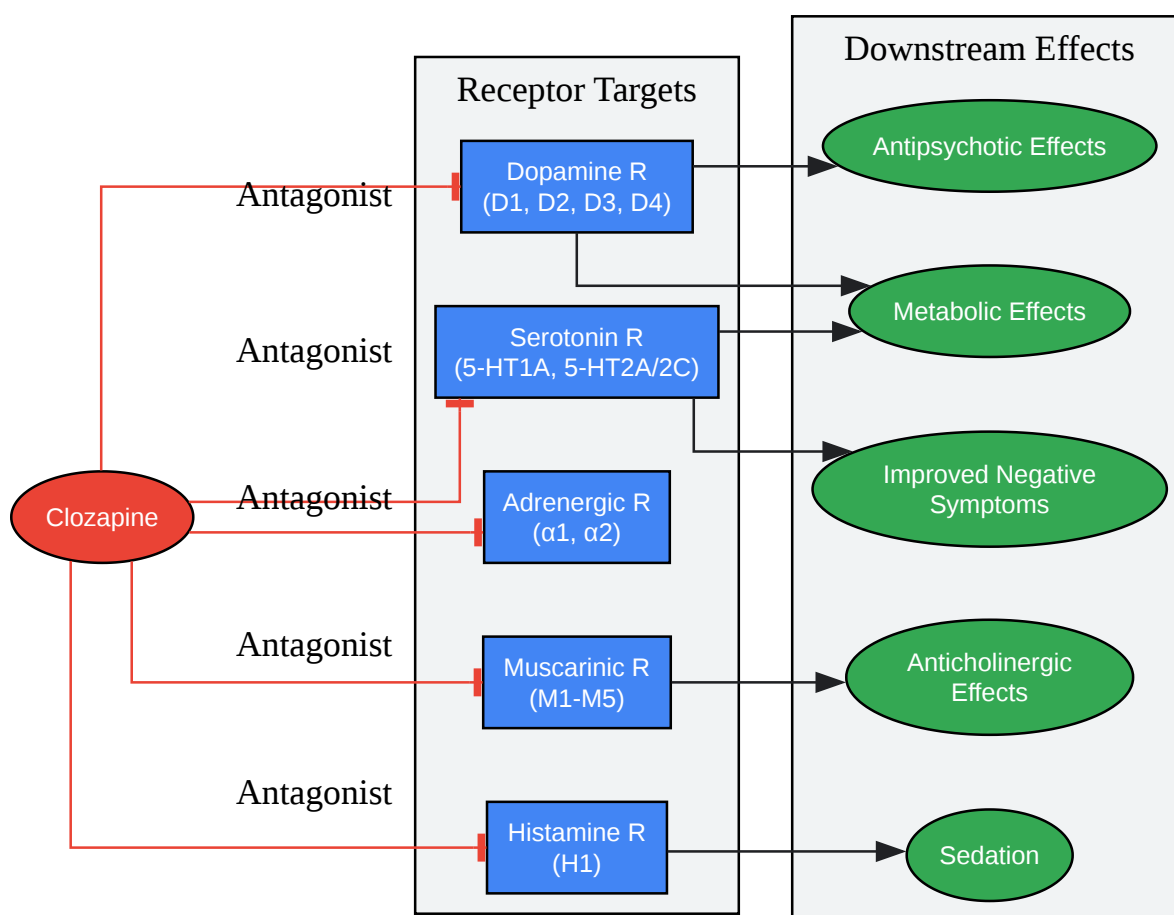 Downstream Effects
Receptor Targets
Antipsychotic Effects
Dopamine R
(D1, D2, D3, D4)
Antagonist
Metabolic Effects
Serotonin R
(5-HT1A, 5-HT2A/2C)
Antagonist
Improved Negative
Symptoms
Antagonist
Adrenergic R
(α1, α2)
Clozapine
Antagonist
Muscarinic R
(M1-M5)
Anticholinergic
Effects
Antagonist
Histamine R
(H1)
Sedation